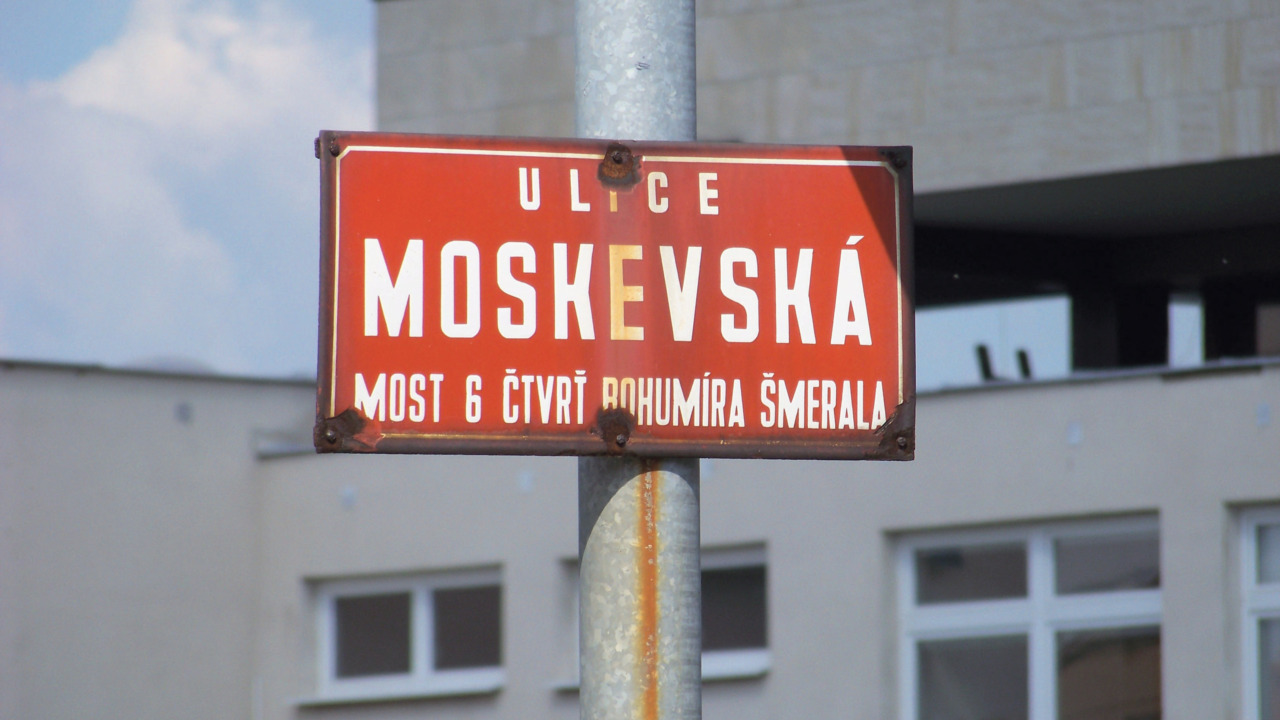 ULICE
MOSKEVSKÁ
MOST 6 ČTVRŤ BOHUMÍRA ŠMERALA